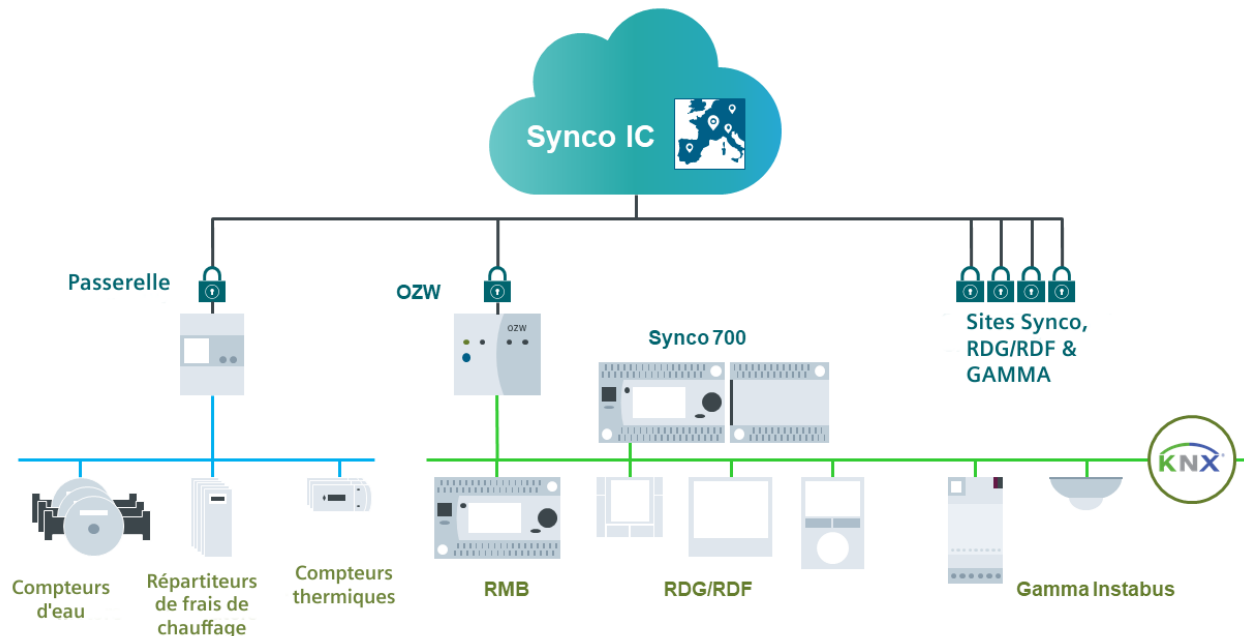 Synco IC
Passerelle
OZW
OZW
Synco 700
Sites Synco,
RDG/RDF &
GAMMA
KNX
Compteurs
d'eau
Répartiteurs
de frais de
chauffage
Compteurs
thermiques
RMB
RDG/RDF
Gamma Instabus